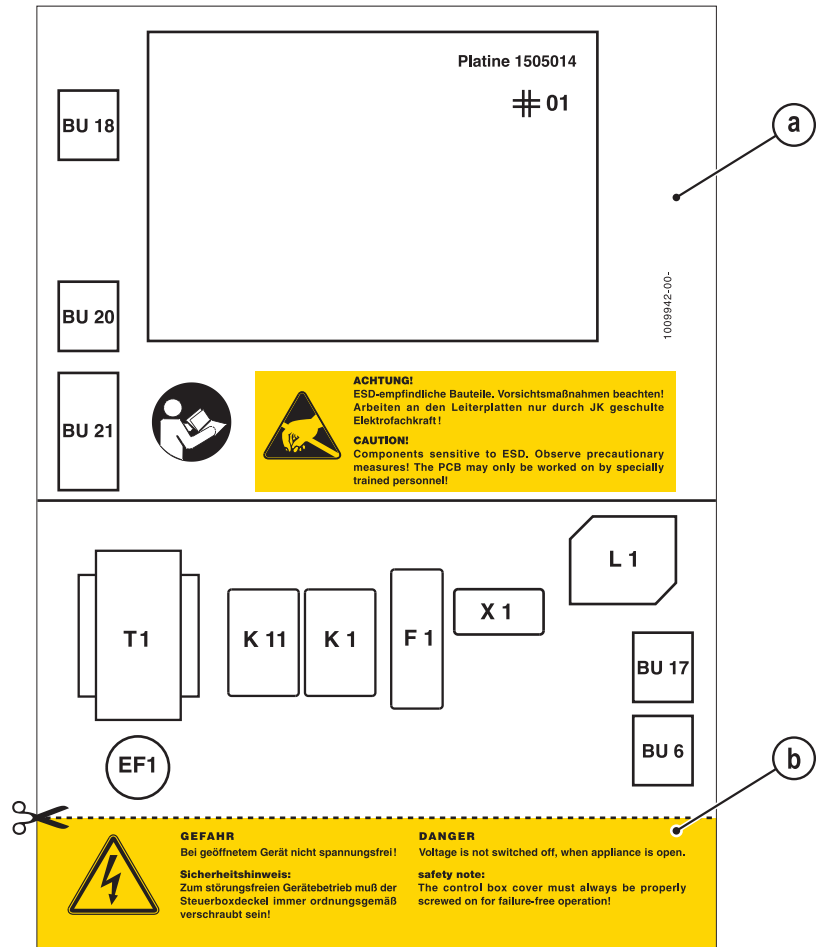 Platine 1505014
# 01
BU 18
a
1009942-00-
BU 20
BU 21
ACHTUNG!
ESD-empfindliche Bauteile. Vorsichtsmaßnahmen beachten!
Arbeiten an den Leiterplatten nur durch JK geschulte
Elektrofachkraft!
CAUTION!
Components sensitive to ESD. Observe precautionary
measures! The PCB may only be worked on by specially
trained personnel!
L 1
X 1
T1
K 11
K 1
F 1
BU 17
BU 6
EF1
b
GEFAHR
Bei geöffnetem Gerät nicht spannungsfrei!
Sicherheitshinweis:
Zum störungsfreien Gerätebetrieb muß der
Steuerboxdeckel immer ordnungsgemäß
verschraubt sein!
DANGER
Voltage is not switched off, when appliance is open.
safety note:
The control box cover must always be properly
screwed on for failure-free operation!